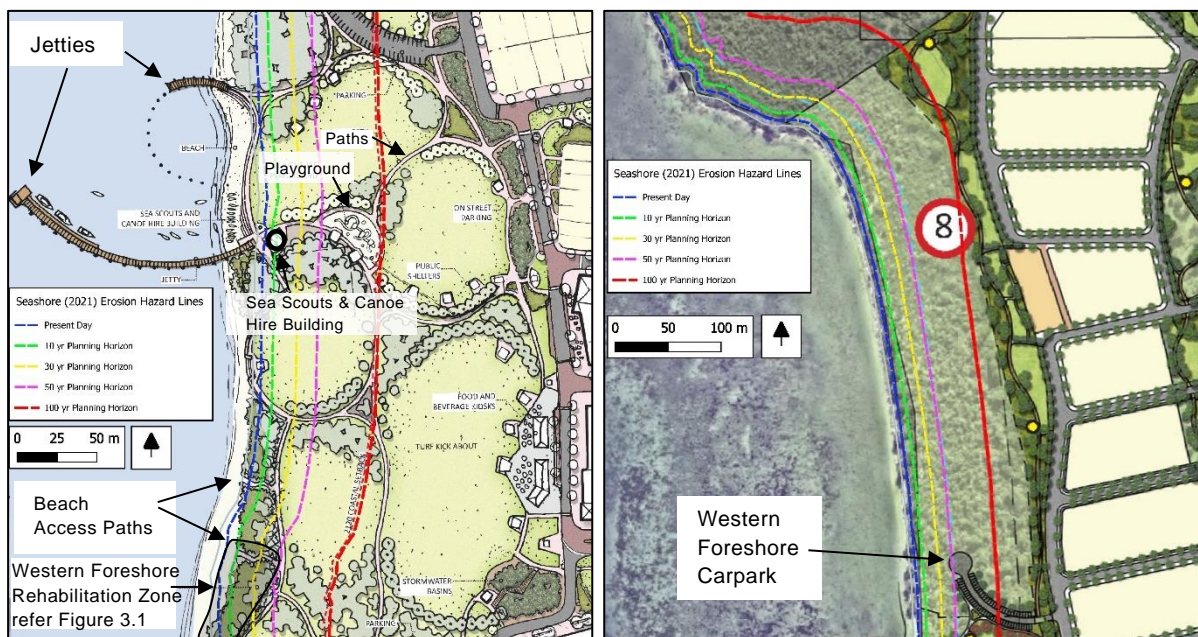 Jetties
PARKING
BEACH
Paths
Playground
SEA SCOUTS AND
CANOE HIRE BUILDING
ON STREET
PARKING
JETTY
PUBLIC
SHELTERS
Sea Scouts & Canoe
Hire Building
Seashore (2021) Erosion Hazard Lines
Present Day
10 yr Planning Horizon
30 yr Planning Horizon
50 yr Planning Horizon
100 yr Planning Horizon
0 25 50 m
FOOD AND
BEVERAGE KIOSKS
TURF KICK ABOUT
Beach
Access Paths
Western Foreshore
Rehabilitation Zone
refer Figure 3.1
STORMWATER
BASINS
PARKING
Seashore (2021) Erosion Hazard Lines
Present Day
10 yr Planning Horizon
30 yr Planning Horizon
50 yr Planning Horizon
100 yr Planning Horizon
0 50 100 m
8
Western
Foreshore
Carpark